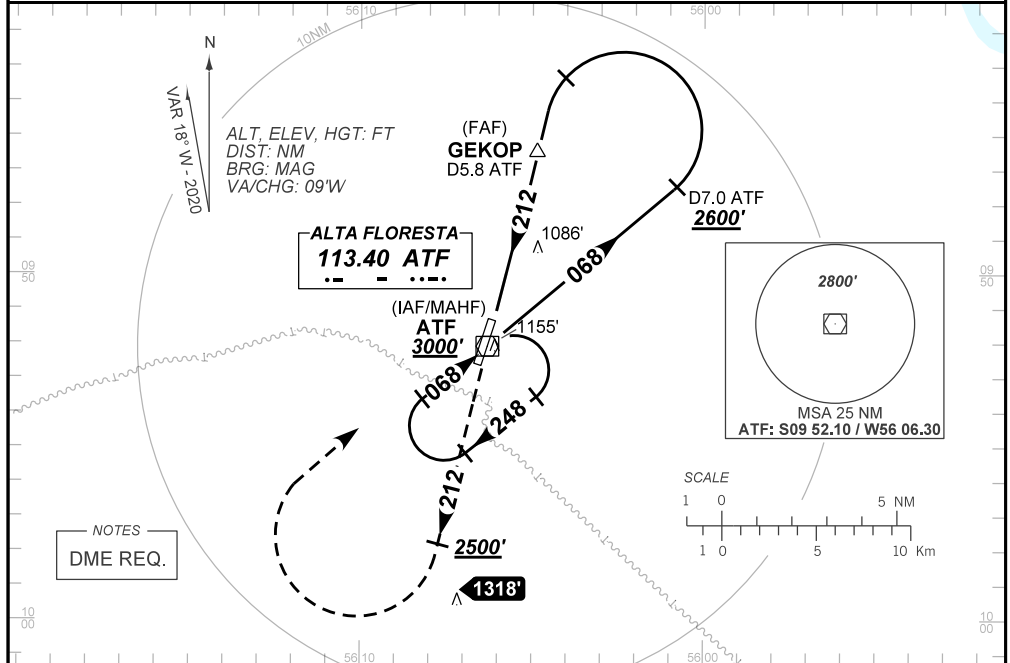 56 10
56 00
10NM
N
VAR 18° W - 2020
ALT, ELEV, HGT: FT
DIST: NM
BRG: MAG
VA/CHG: 09'W
(FAF)
GEKOP
D5.8 ATF
212
D7.0 ATF
2600'
1086'
068
ALTA FLORESTA
113.40 ATF
2800'
MSA 25 NM
ATF: S09 52.10 / W56 06.30
09
50
09
50
(IAF/MAHF)
ATF
3000'
1155'
068
248
212
2500'
1318'
SCALE
1 0 5 NM
1 0 5 10 Km
NOTES
DME REQ.
10
00
10
00
56 10
56 00